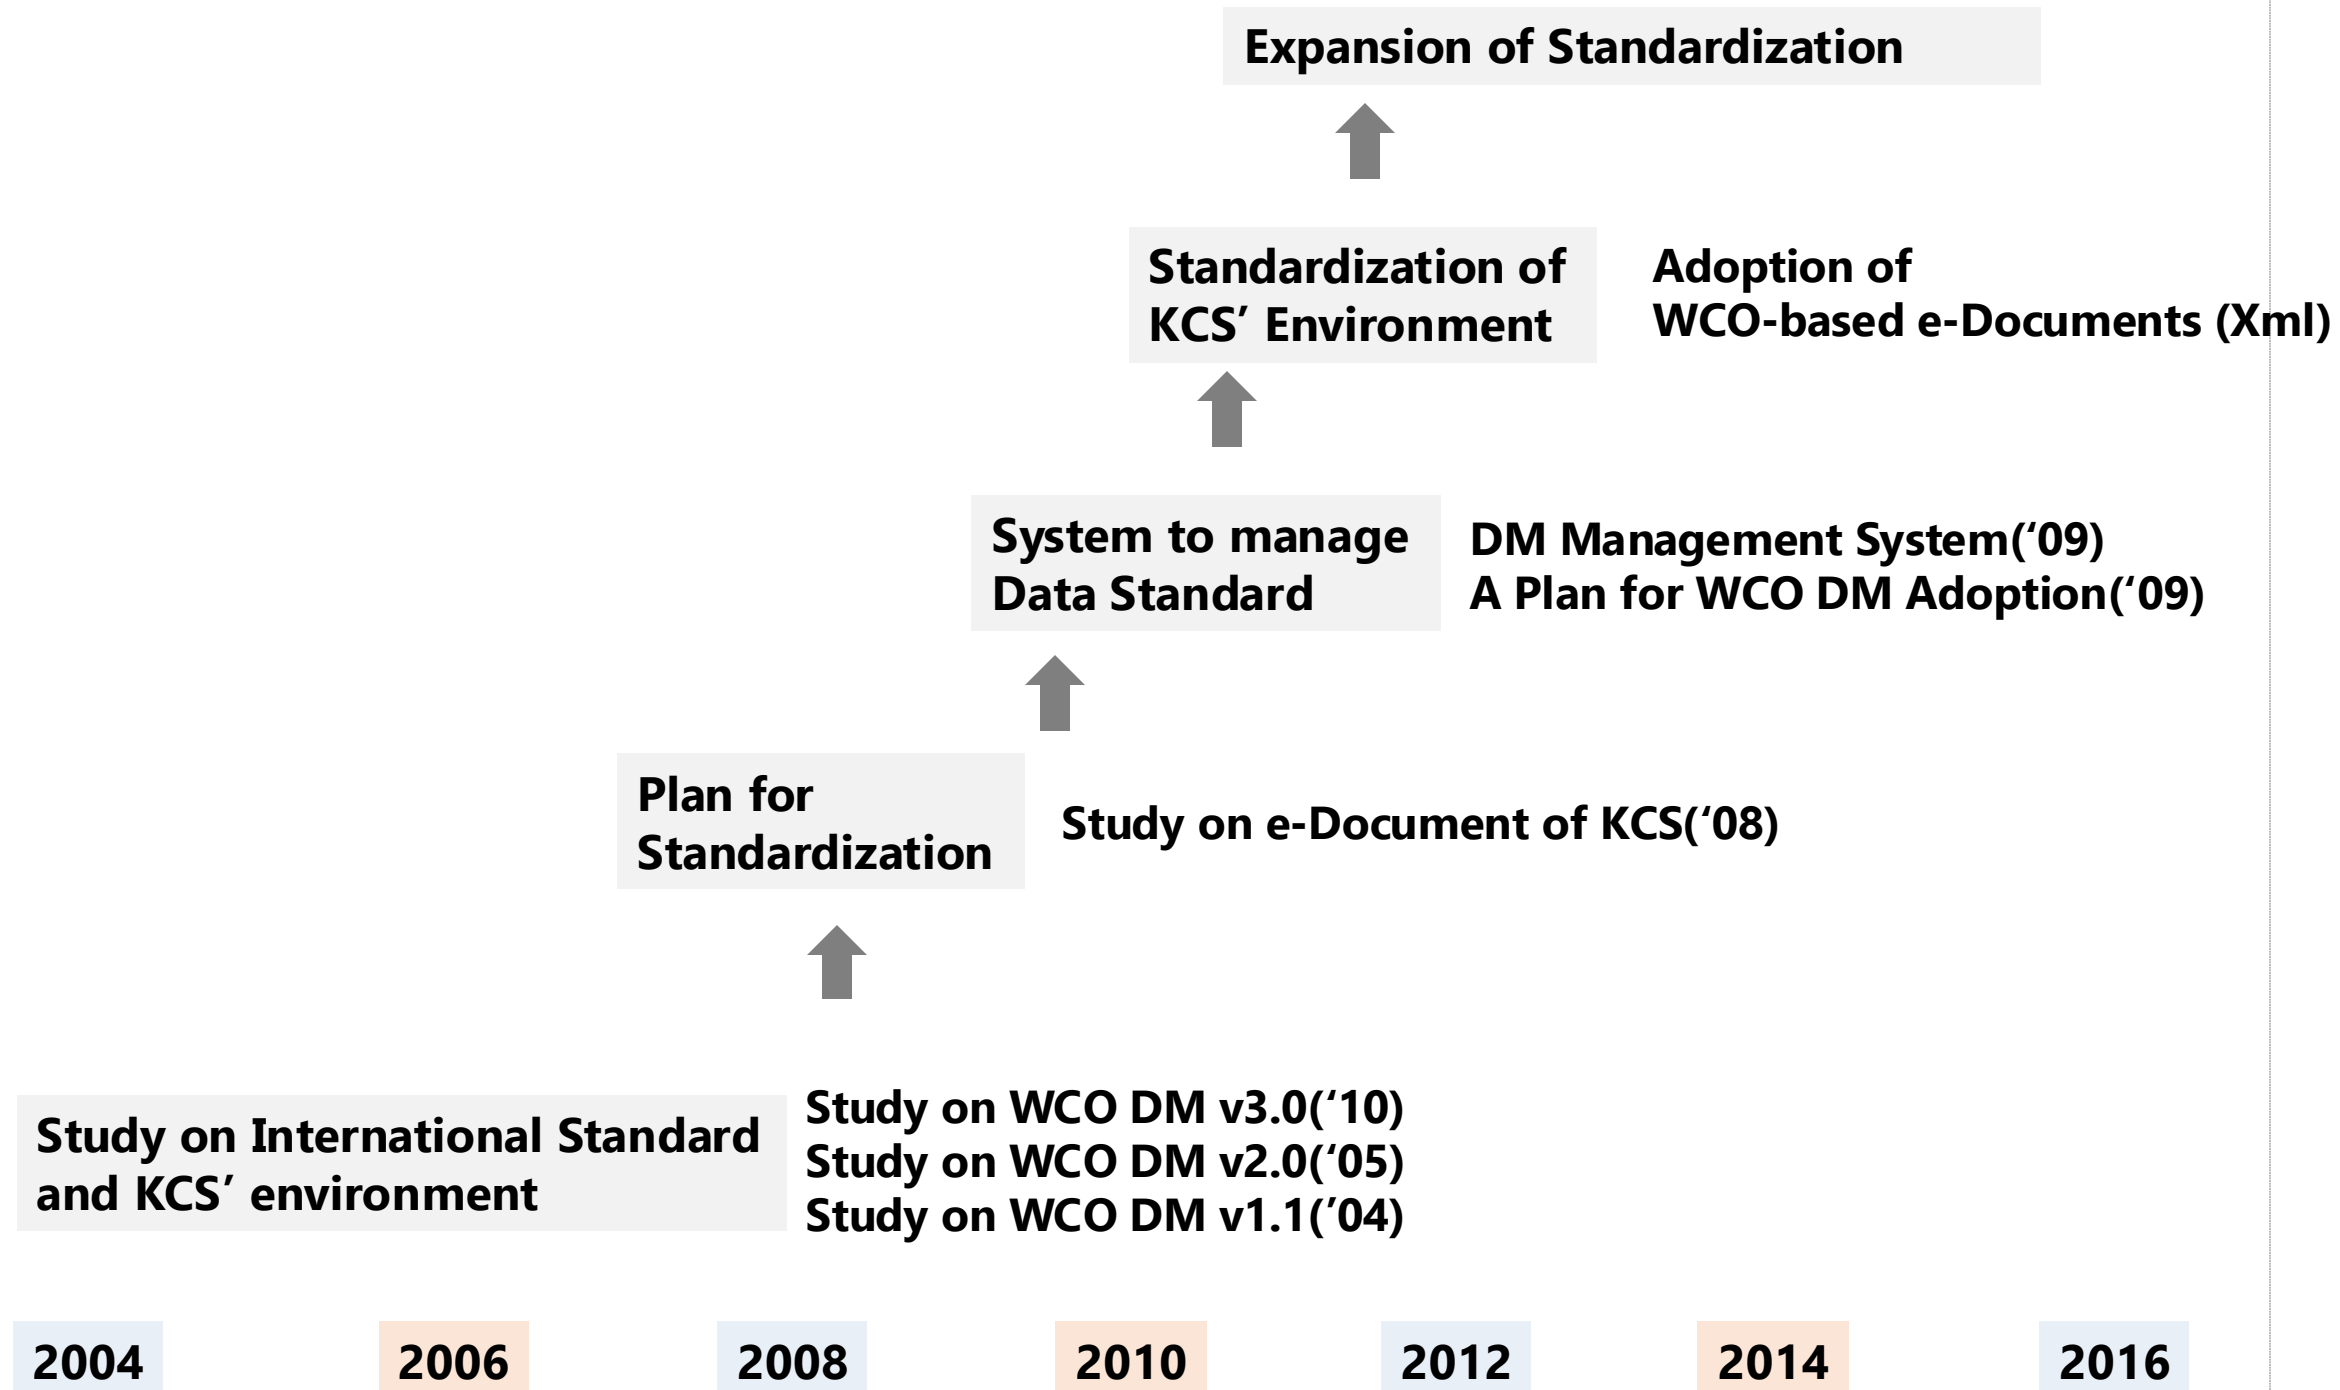 Expansion of Standardization
Standardization of
KCS’ Environment
Adoption of
WCO-based e-Documents (Xml)
System to manage
Data Standard
DM Management System(‘09)
A Plan for WCO DM Adoption(‘09)
Plan for
Standardization
Study on e-Document of KCS(‘08)
Study on International Standard
and KCS’ environment
Study on WCO DM v3.0(‘10)
Study on WCO DM v2.0(‘05)
Study on WCO DM v1.1(’04)
2004 2006 2008 2010 2012 2014 2016